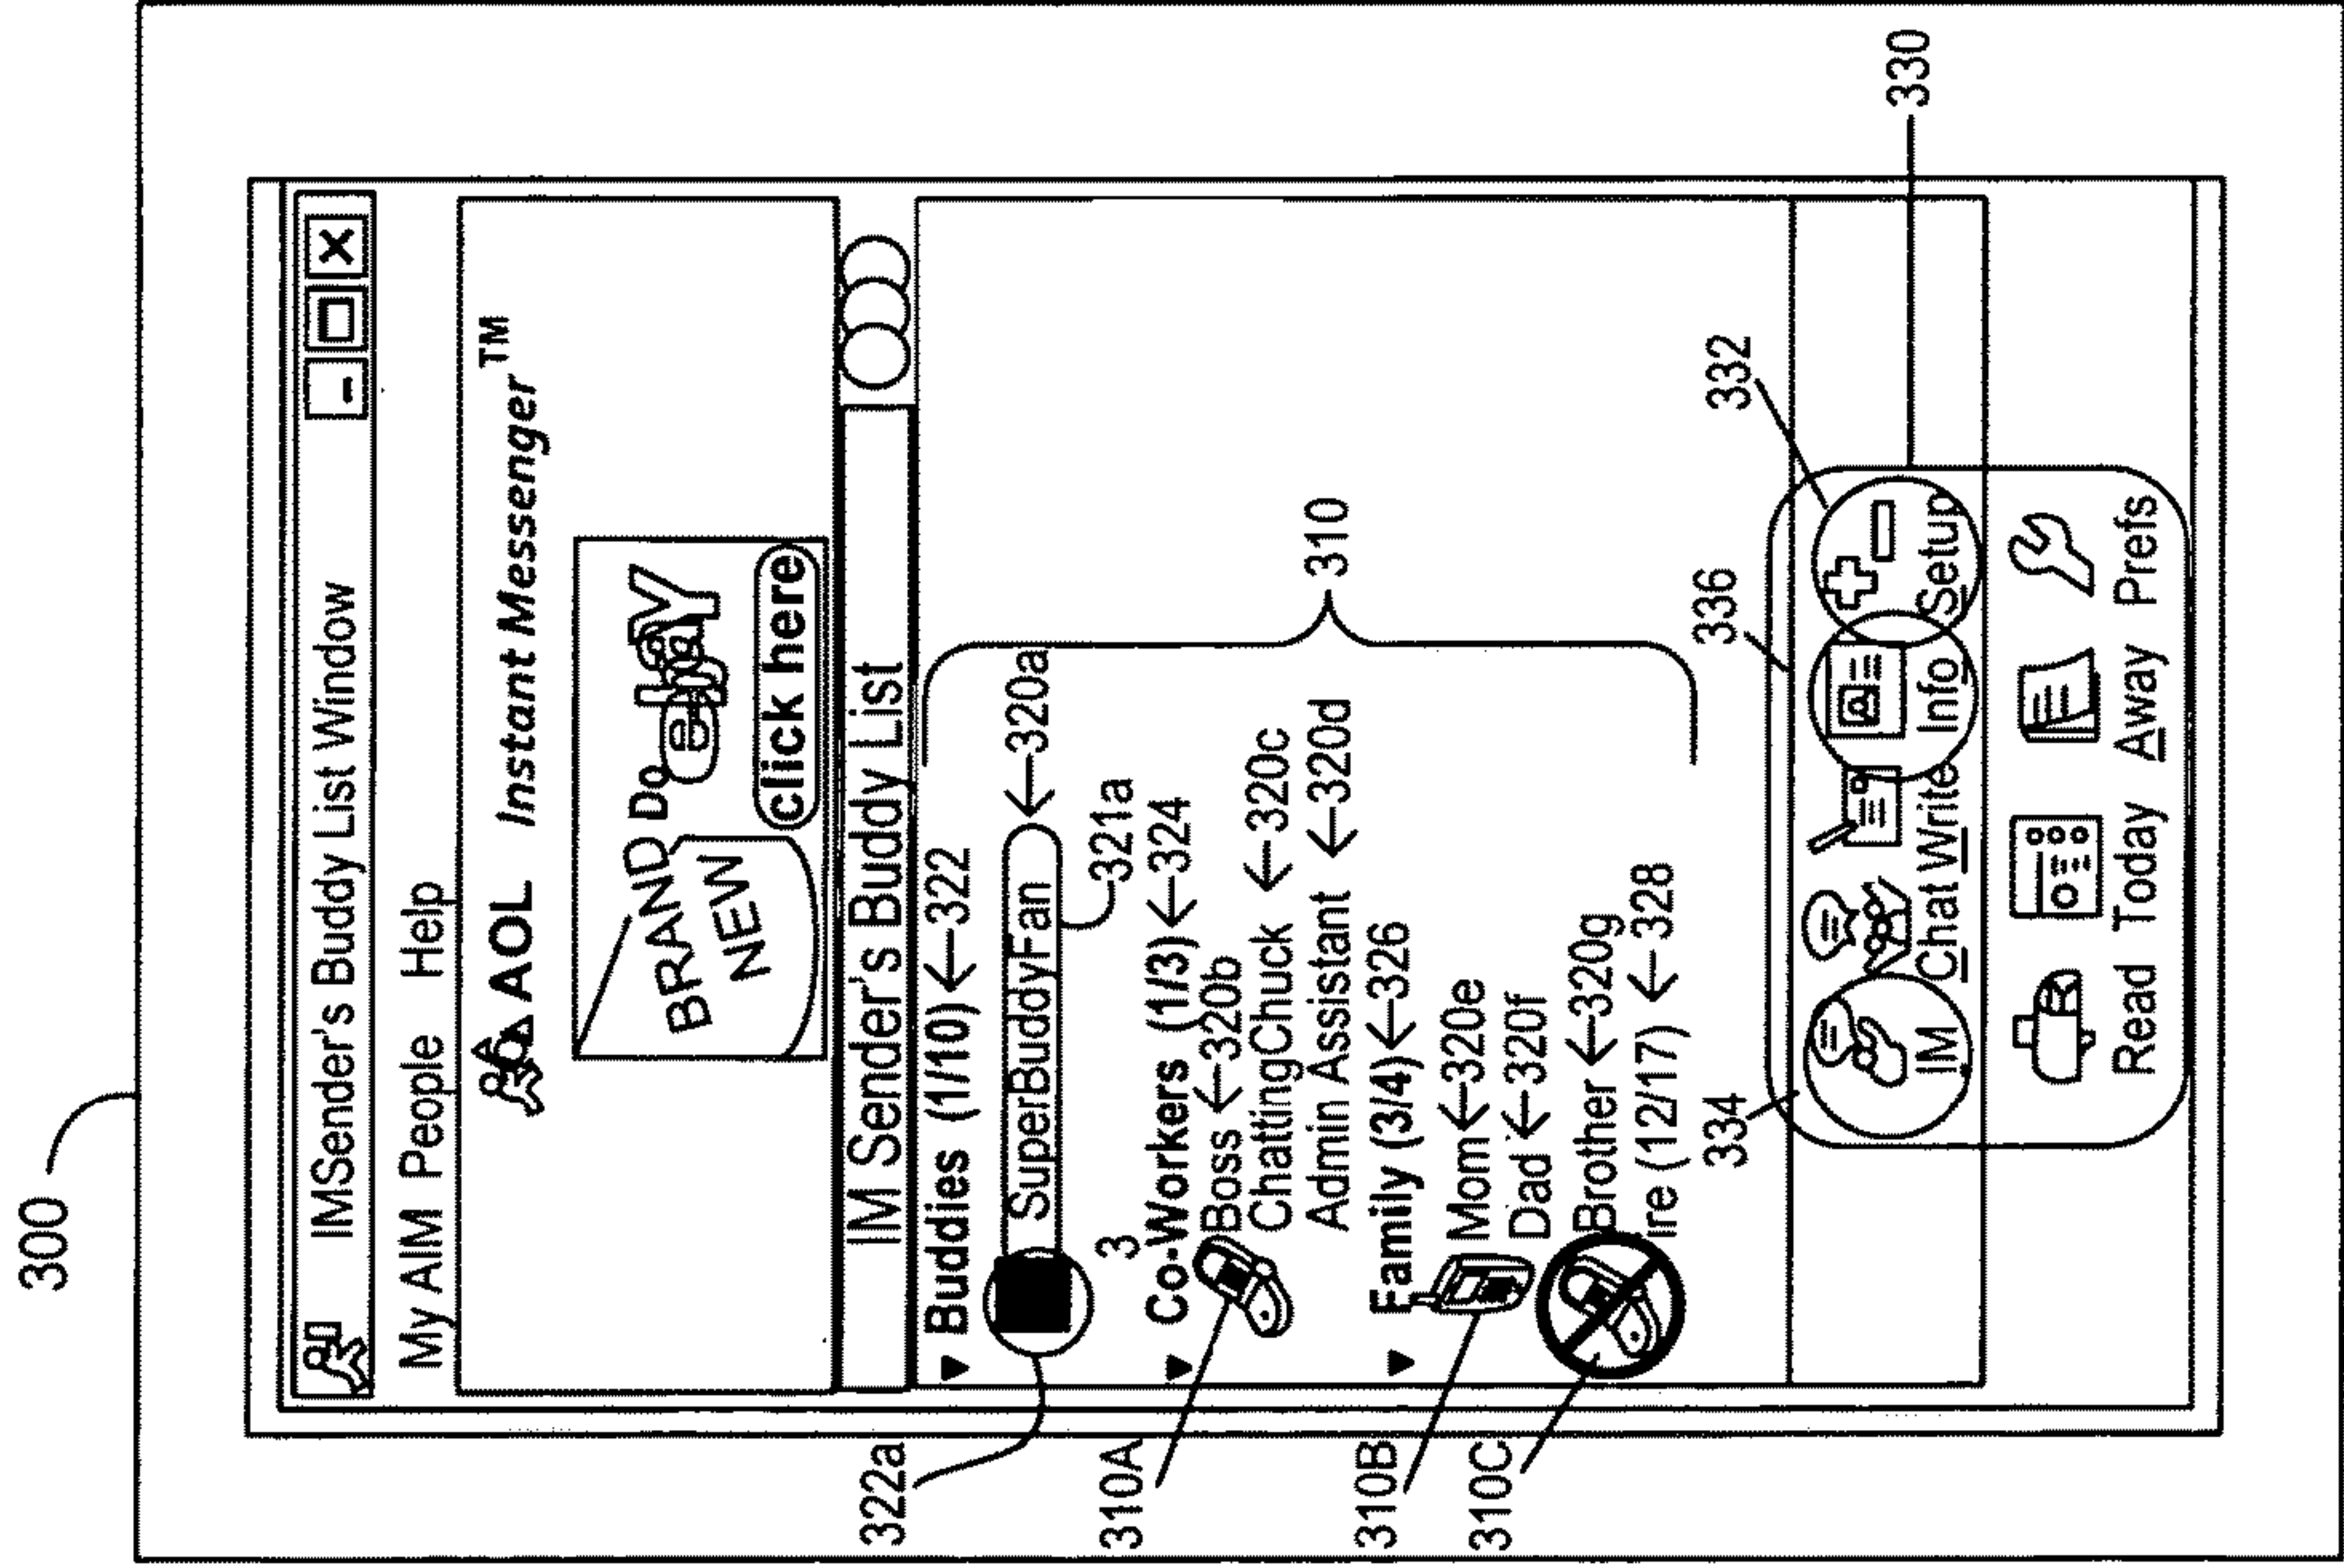 300
IMSender's Buddy List Window
My AIM People Help
AOL Instant Messenger™
BRAND
NEW
Do
click here
IM Sender's Buddy List
322a
Buddies (1/10) ←322
SuperBuddyFan ←320a
321a
3
310A
Co-Workers (1/3) ←324
Boss ←320b
ChattingChuck ←320c
Admin Assistant ←320d
310
310B
Family (3/4) ←326
Mom ←320e
Dad ←320f
310C
Brother ←320g
ire (12/17) ←328
334
336
332
330
IM Chat Write Info Setup
Read Today Away Prefs